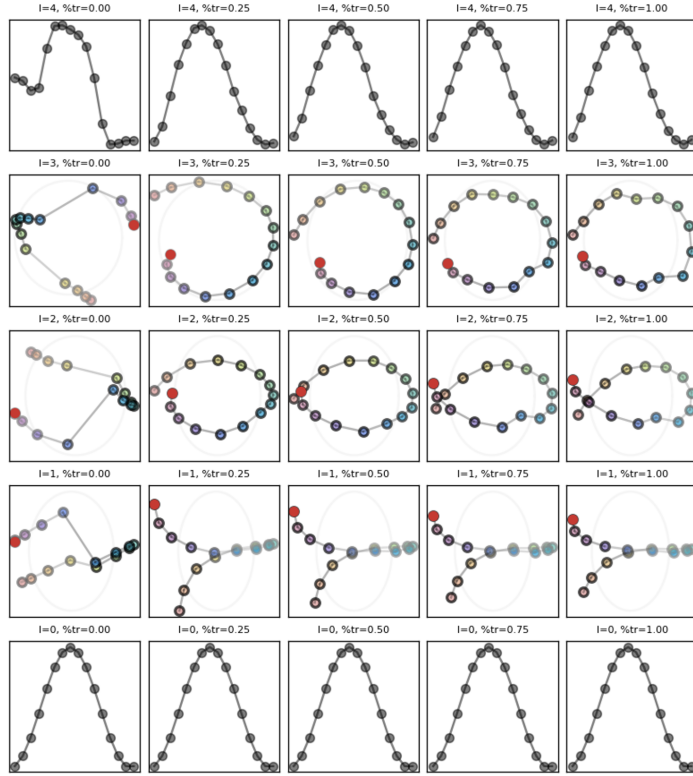 l=4, %tr=0.00 l=4, %tr=0.25 l=4, %tr=0.50 l=4, %tr=0.75 l=4, %tr=1.00
l=3, %tr=0.00 l=3, %tr=0.25 l=3, %tr=0.50 l=3, %tr=0.75 l=3, %tr=1.00
l=2, %tr=0.00 l=2, %tr=0.25 l=2, %tr=0.50 l=2, %tr=0.75 l=2, %tr=1.00
l=1, %tr=0.00 l=1, %tr=0.25 l=1, %tr=0.50 l=1, %tr=0.75 l=1, %tr=1.00
l=0, %tr=0.00 l=0, %tr=0.25 l=0, %tr=0.50 l=0, %tr=0.75 l=0, %tr=1.00